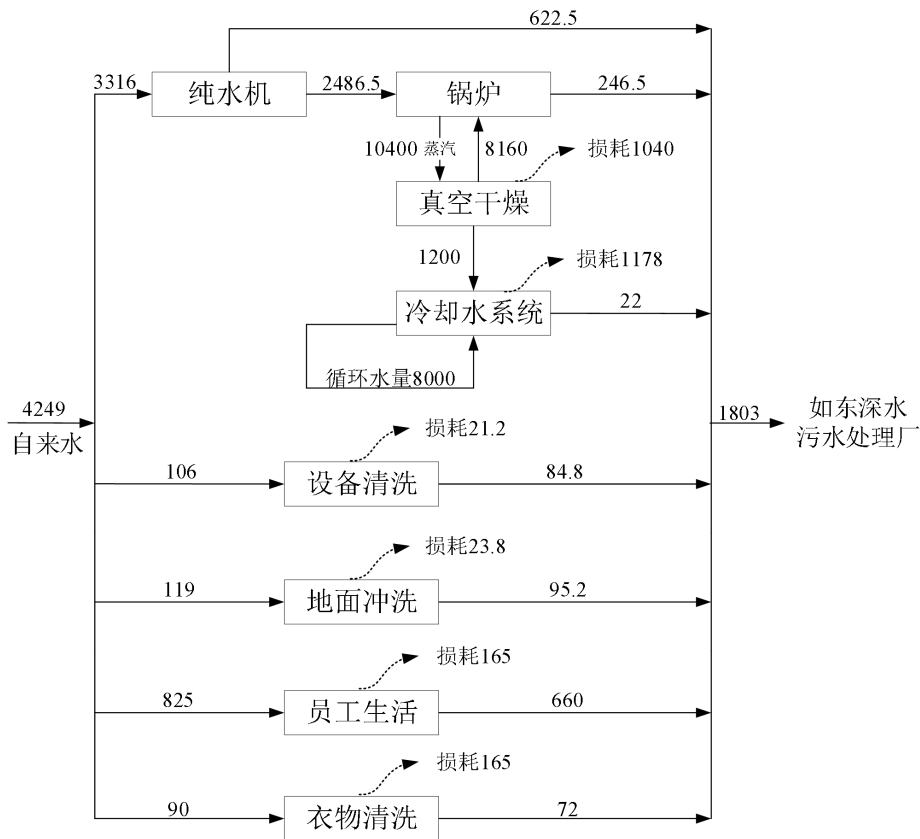 622.5
3316
纯水机
2486.5
锅炉
246.5
10400 蒸汽
8160
损耗1040
真空干燥
1200
损耗1178
冷却水系统
22
循环水量8000
4249
自来水
1803
如东深水
污水处理厂
损耗21.2
106
设备清洗
84.8
损耗23.8
119
地面冲洗
95.2
损耗165
825
员工生活
660
损耗165
90
衣物清洗
72